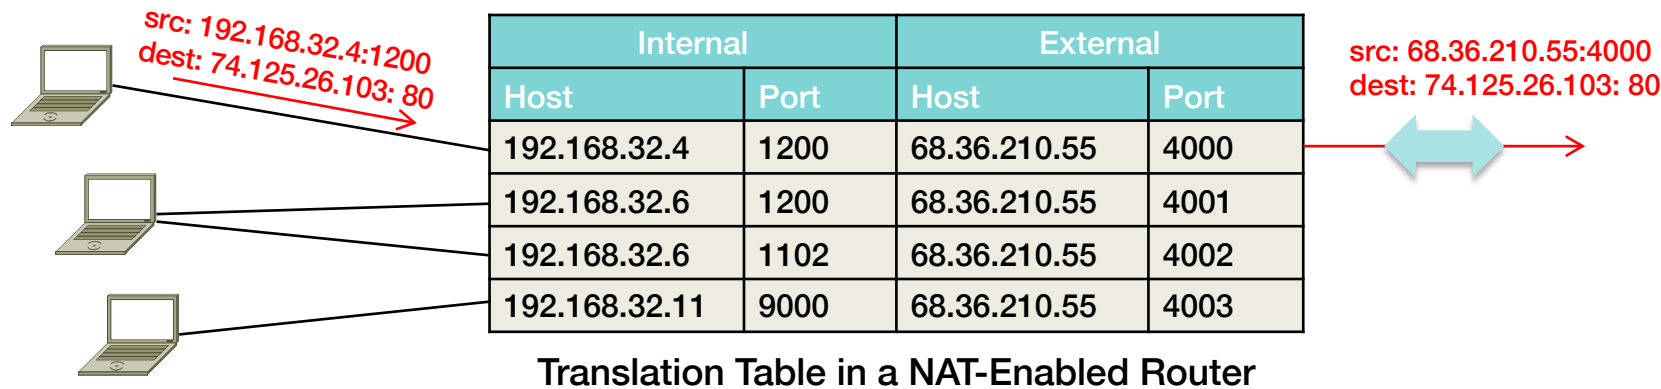 src: 192.168.32.4:1200
dest: 74.125.26.103: 80
Internal External
Host Port Host Port
192.168.32.4 1200 68.36.210.55 4000
192.168.32.6 1200 68.36.210.55 4001
192.168.32.6 1102 68.36.210.55 4002
192.168.32.11 9000 68.36.210.55 4003
src: 68.36.210.55:4000
dest: 74.125.26.103: 80
Translation Table in a NAT-Enabled Router